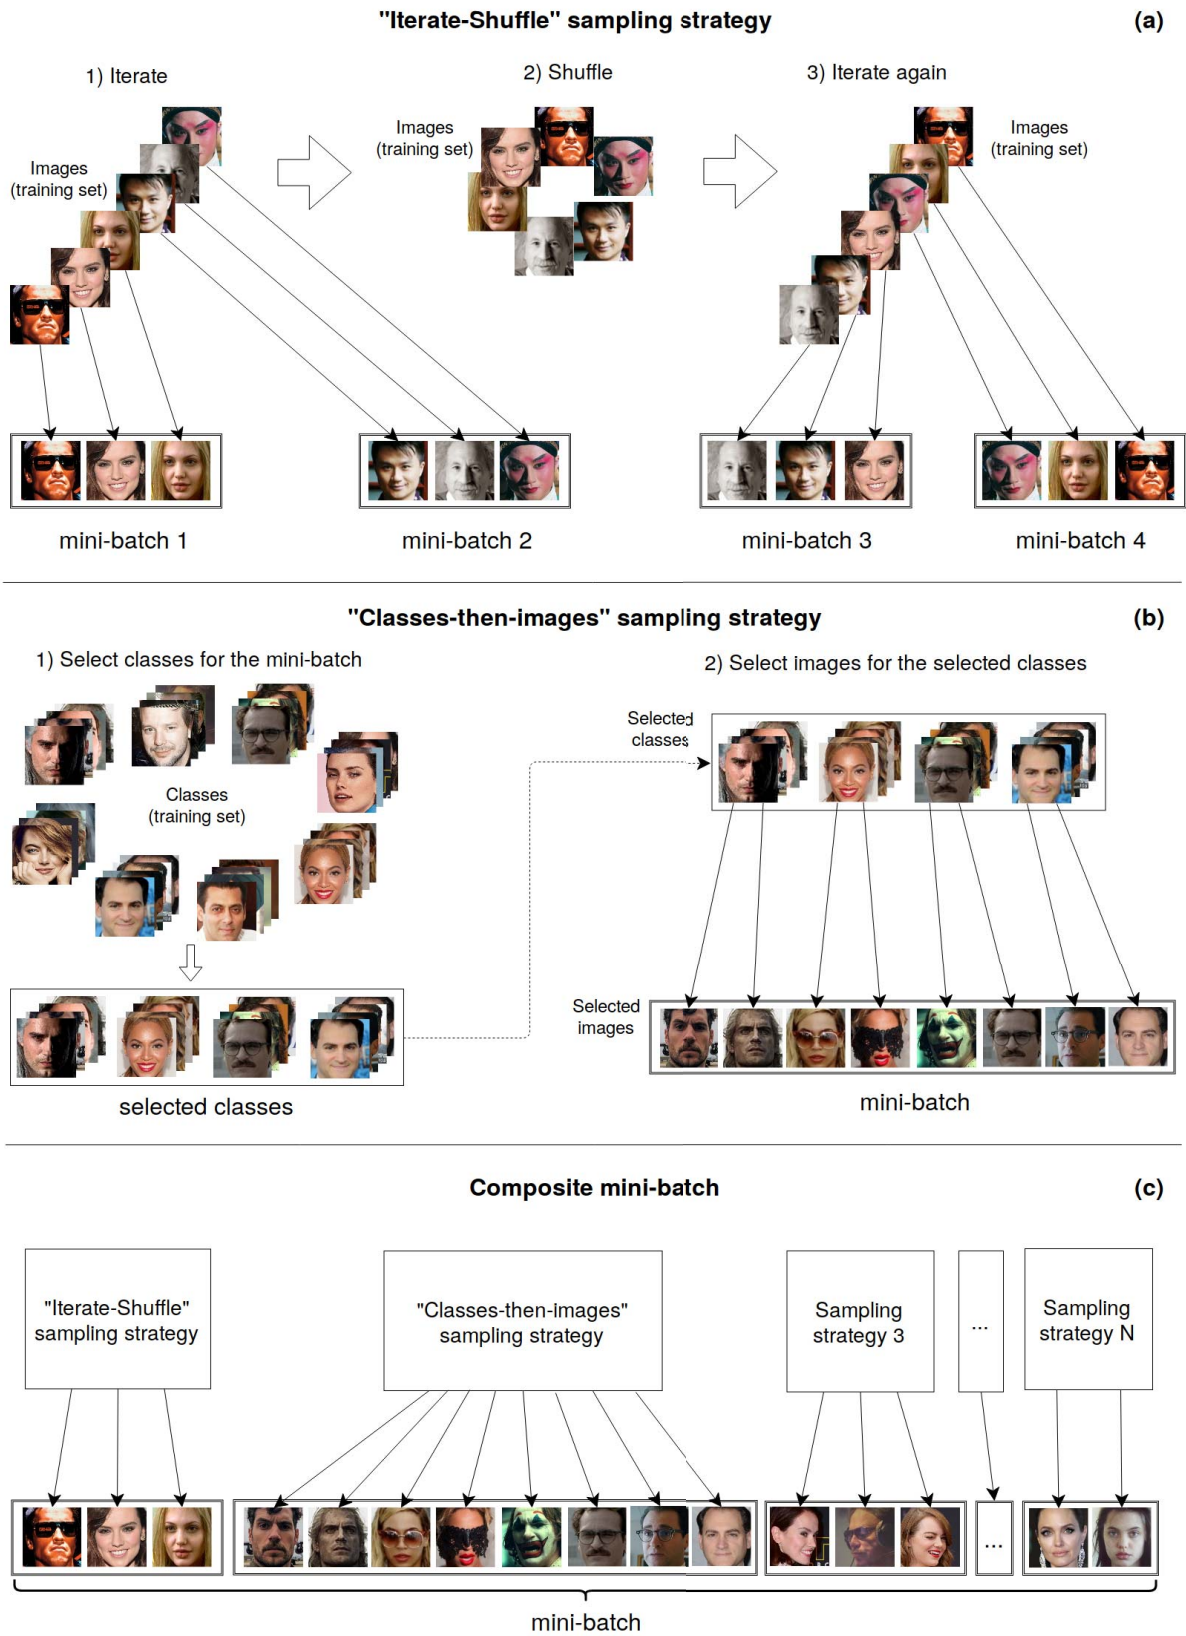 "Iterate-Shuffle" sampling strategy
(a)
1) Iterate
2) Shuffle
3) Iterate again
Images
(training set)
Images
(training set)
Images
(training set)
mini-batch 1
mini-batch 2
mini-batch 3
mini-batch 4
"Classes-then-images" sampling strategy
(b)
1) Select classes for the mini-batch
2) Select images for the selected classes
Classes
(training set)
selected classes
Selected
classes
Selected
images
mini-batch
Composite mini-batch
(c)
"Iterate-Shuffle"
sampling strategy
"Classes-then-images"
sampling strategy
Sampling
strategy 3
...
Sampling
strategy N
...
mini-batch